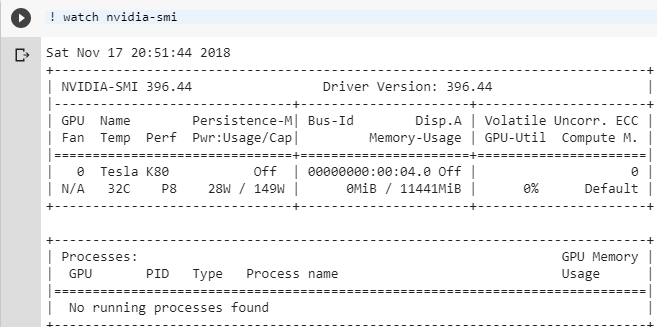 ! watch nvidia-smi
Sat Nov 17 20:51:44 2018
+-----------------------------------------------------------------------------+
| NVIDIA-SMI 396.44                 Driver Version: 396.44                    |
|-------------------------------+----------------------+----------------------+
| GPU  Name        Persistence-M| Bus-Id        Disp.A | Volatile Uncorr. ECC |
| Fan  Temp  Perf  Pwr:Usage/Cap|         Memory-Usage | GPU-Util  Compute M. |
|===============================+======================+======================|
|   0  Tesla K80           Off  | 00000000:00:04.0 Off |                    0 |
| N/A   32C    P8    28W / 149W |      0MiB / 11441MiB |      0%      Default |
+-------------------------------+----------------------+----------------------+
+-----------------------------------------------------------------------------+
| Processes:                                                       GPU Memory |
|  GPU       PID   Type   Process name                             Usage      |
|=============================================================================|
|  No running processes found                                                 |
+-----------------------------------------------------------------------------+